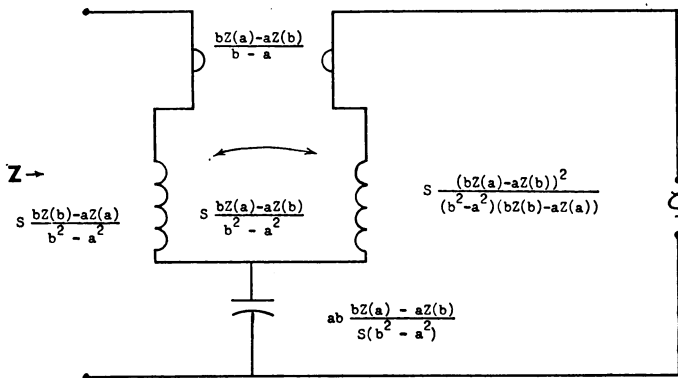 bZ(a)-aZ(b)
b - a
Z→
S (bZ(b)-aZ(a))/(b² - a²)
S (bZ(a)-aZ(b))/(b² - a²)
S (bZ(a)-aZ(b))²/((b²-a²)(bZ(b)-aZ(a)))
ab (bZ(a) - aZ(b))/(S(b² - a²))